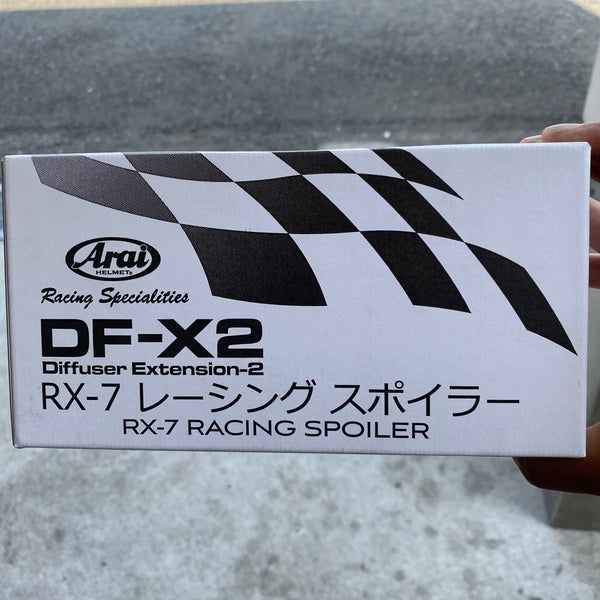 Arai
HELMET®
Racing Specialities
DF-X2
Diffuser Extension-2
RX-7 レーシング スポイラー
RX-7 RACING SPOILER